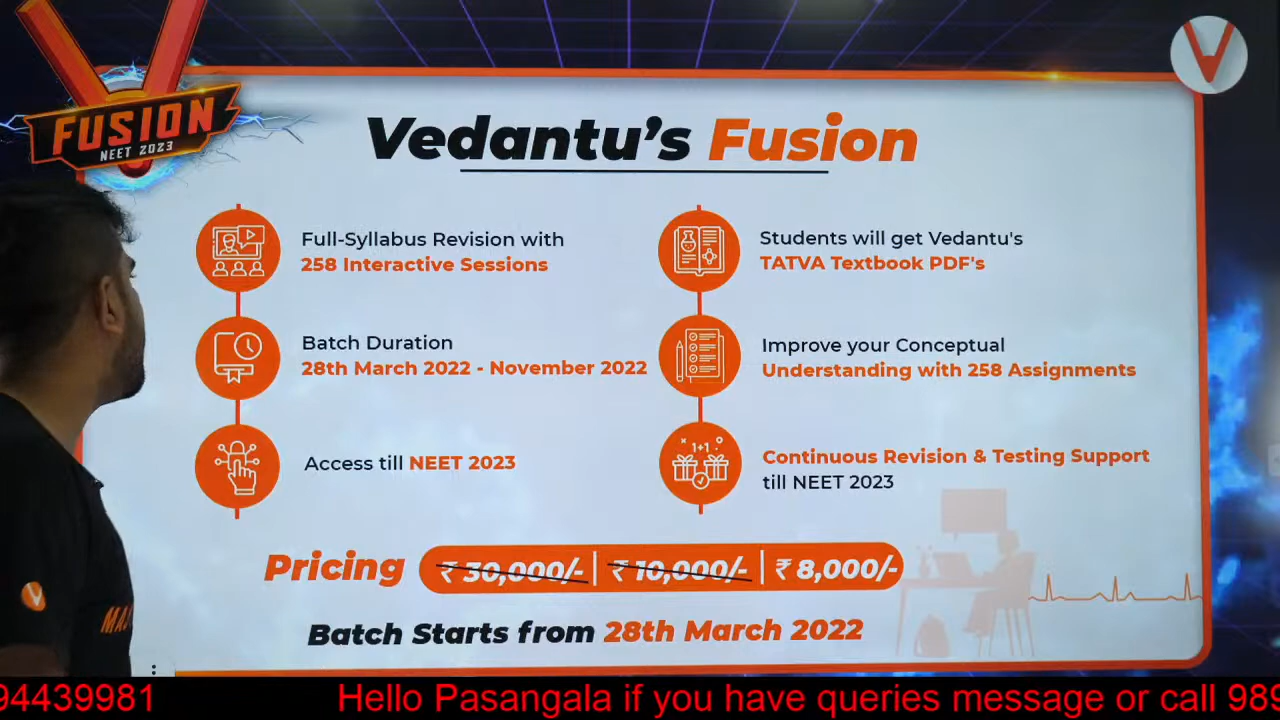 FUSION
NEET 2023
Vedantu's Fusion
Full-Syllabus Revision with
258 Interactive Sessions
Batch Duration
28th March 2022 - November 2022
Access till NEET 2023
Students will get Vedantu's
TATVA Textbook PDF's
Improve your Conceptual
Understanding with 258 Assignments
1+1
Continuous Revision & Testing Support
till NEET 2023
Pricing ₹ 30,000/- | ₹ 10,000/- | ₹ 8,000/-
Batch Starts from 28th March 2022
94439981 Hello Pasangala if you have queries message or call 989